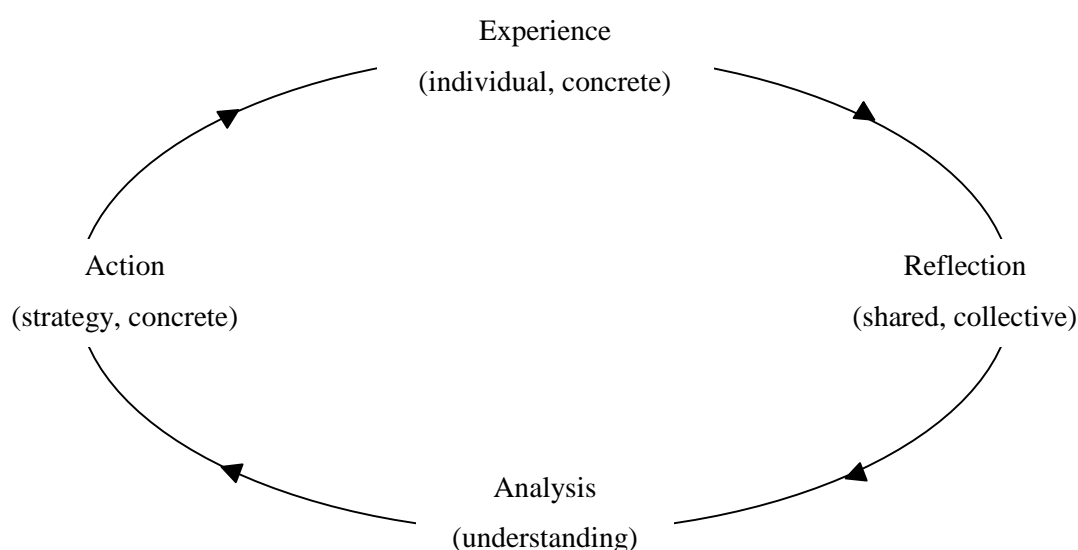 Experience
(individual, concrete)
Action
(strategy, concrete)
Reflection
(shared, collective)
Analysis
(understanding)